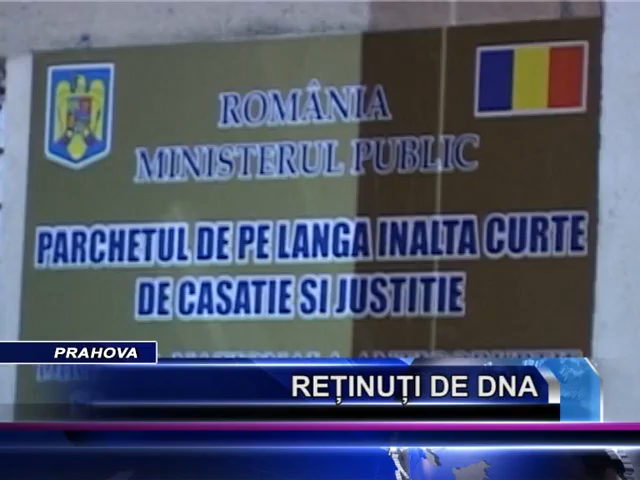 ROMÂNIA
MINISTERUL PUBLIC
PARCHETUL DE PE LANGA INALTA CURTE
DE CASATIE SI JUSTITIE
PRAHOVA
REȚINUȚI DE DNA